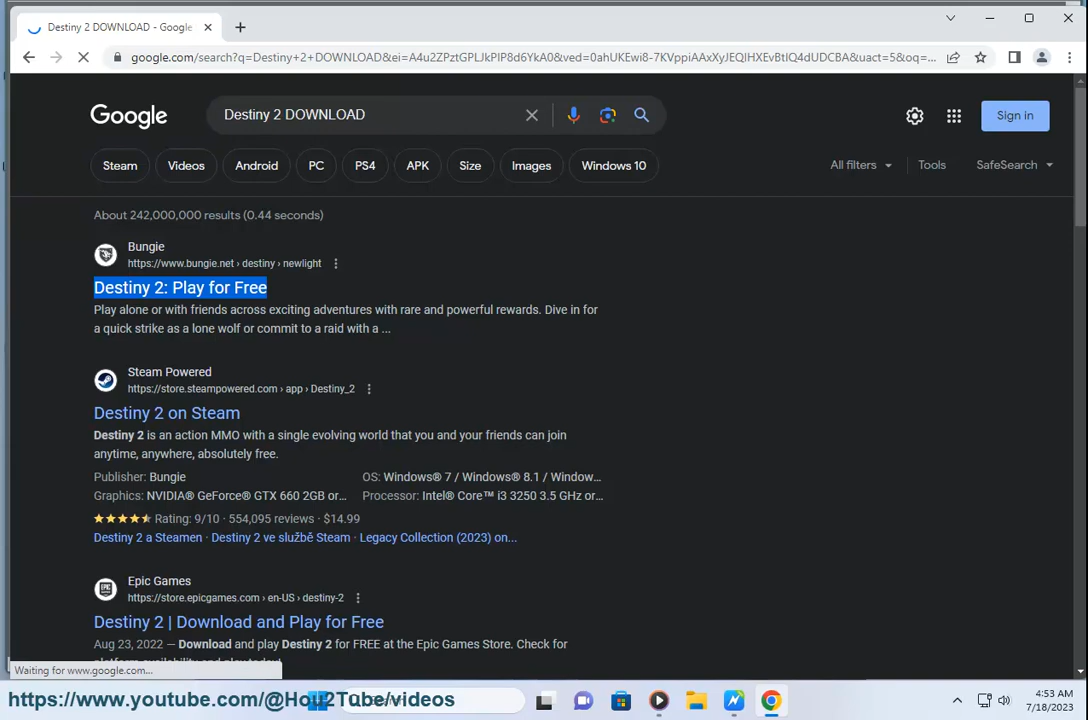 Destiny 2 DOWNLOAD - Google
google.com/search?q=Destiny+2+DOWNLOAD&ei=A4u2ZPztGPLJkPIP8d6YkA0&ved=0ahUKEwi8-7KVppiAAxXyJEQIHXEvBtIQ4dUDCBA&uact=5&oq=...
Google
Destiny 2 DOWNLOAD
Sign in
Steam
Videos
Android
PC
PS4
APK
Size
Images
Windows 10
All filters
Tools
SafeSearch
About 242,000,000 results (0.44 seconds)
Bungie
https://www.bungie.net › destiny › newlight
Destiny 2: Play for Free
Play alone or with friends across exciting adventures with rare and powerful rewards. Dive in for
a quick strike as a lone wolf or commit to a raid with a ...
Steam Powered
https://store.steampowered.com › app › Destiny_2
Destiny 2 on Steam
Destiny 2 is an action MMO with a single evolving world that you and your friends can join
anytime, anywhere, absolutely free.
Publisher: Bungie
OS: Windows® 7 / Windows® 8.1 / Window...
Graphics: NVIDIA® GeForce® GTX 660 2GB or...
Processor: Intel® Core™ i3 3250 3.5 GHz or...
Rating: 9/10 · 554,095 reviews · $14.99
Destiny 2 a Steamen · Destiny 2 ve službě Steam · Legacy Collection (2023) on...
Epic Games
https://store.epicgames.com › en-US › destiny-2
Destiny 2 | Download and Play for Free
Aug 23, 2022 — Download and play Destiny 2 for FREE at the Epic Games Store. Check for
Waiting for www.google.com...
https://www.youtube.com/@Hou2Tube/videos
4:53 AM
7/18/2023